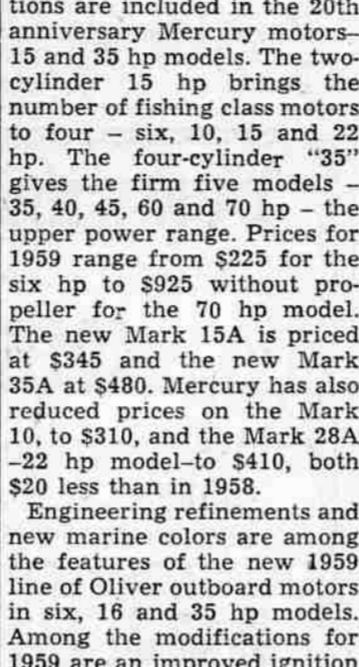 tions are included in the 20th
anniversary Mercury motors–
15 and 35 hp models. The two-
cylinder 15 hp brings the
number of fishing class motors
to four – six, 10, 15 and 22
hp. The four-cylinder “35”
gives the firm five models –
35, 40, 45, 60 and 70 hp – the
upper power range. Prices for
1959 range from $225 for the
six hp to $925 without pro-
peller for the 70 hp model.
The new Mark 15A is priced
at $345 and the new Mark
35A at $480. Mercury has also
reduced prices on the Mark
10, to $310, and the Mark 28A
–22 hp model–to $410, both
$20 less than in 1958.
Engineering refinements and
new marine colors are among
the features of the new 1959
line of Oliver outboard motors
in six, 16 and 35 hp models.
Among the modifications for
1959 are an improved ignition